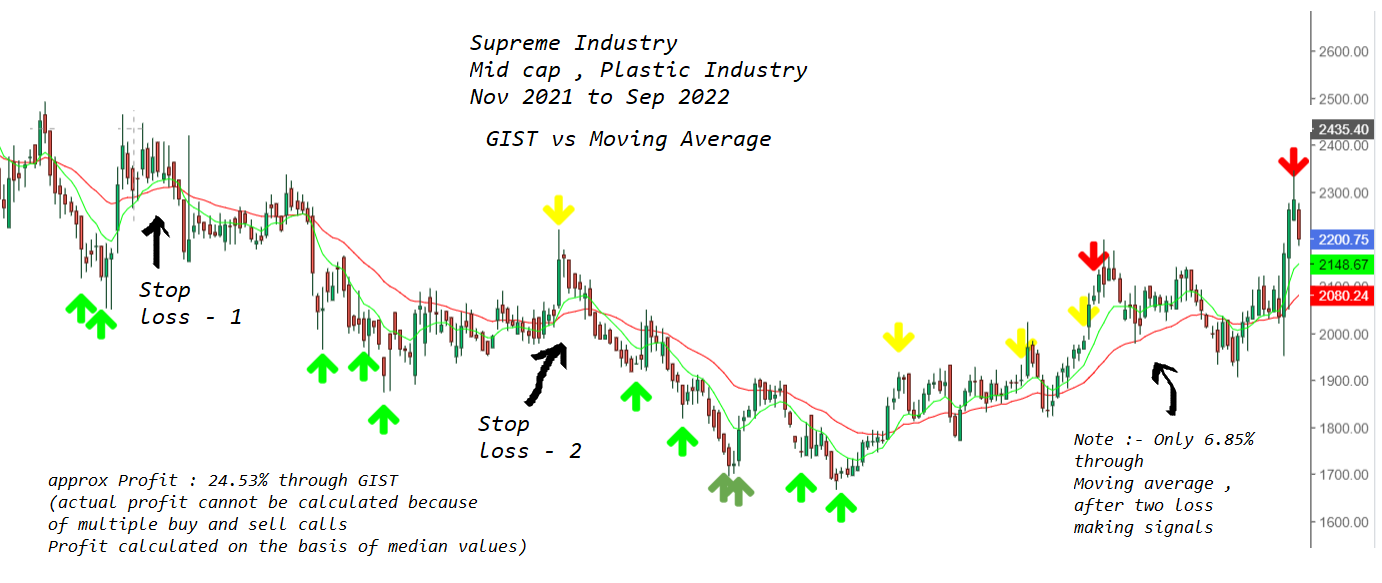 Supreme Industry
Mid cap , Plastic Industry
Nov 2021 to Sep 2022
GIST vs Moving Average
Stop
loss - 1
Stop
loss - 2
approx Profit : 24.53% through GIST
(actual profit cannot be calculated because
of multiple buy and sell calls
Profit calculated on the basis of median values)
Note :- Only 6.85%
through
Moving average ,
after two loss
making signals
2600.00
2500.00
2435.40
2400.00
2300.00
2200.75
2148.67
2080.24
2000.00
1900.00
1800.00
1700.00
1600.00